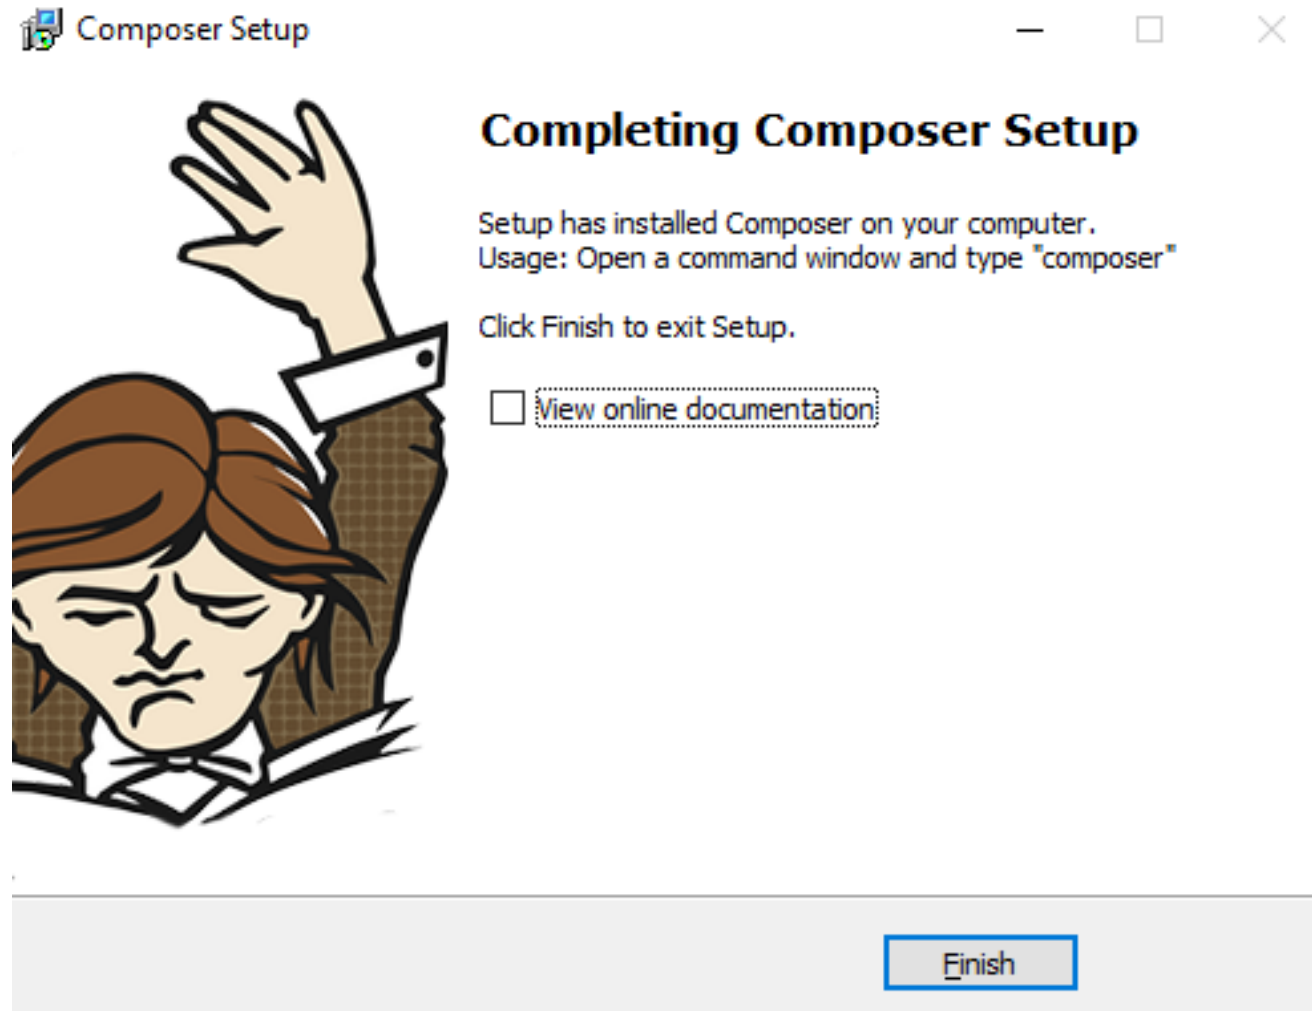 Composer Setup
Completing Composer Setup
Setup has installed Composer on your computer.
Usage: Open a command window and type "composer"
Click Finish to exit Setup.
View online documentation
Finish